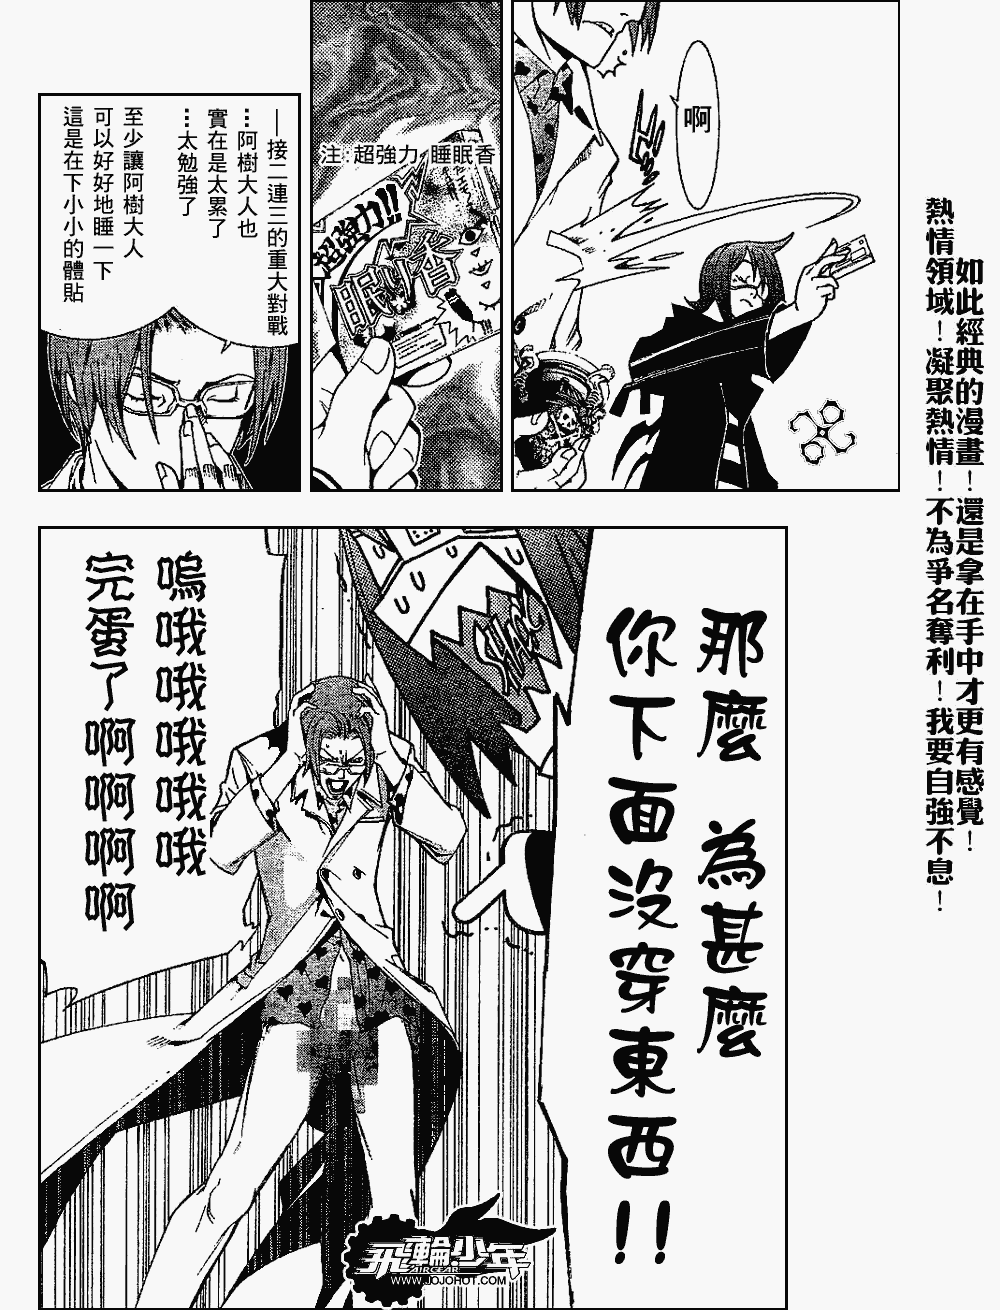 啊
注:超強力 睡眠香
超強力!!
眠り香
—接二連三的重大對戰
…阿樹大人也
實在是太累了
…太勉強了
至少讓阿樹大人
可以好好地睡一下
這是在下小小的體貼
如此經典的漫畫！還是拿在手中才更有感覺！
熱情領域！凝聚熱情！不為爭名奪利！我要自強不息！
那麼 為甚麼
你下面沒穿東西!!
嗚哦哦哦哦哦
完蛋了啊啊啊啊
飛輪少年
AIRGEAR
WWW.JOJOHOT.COM